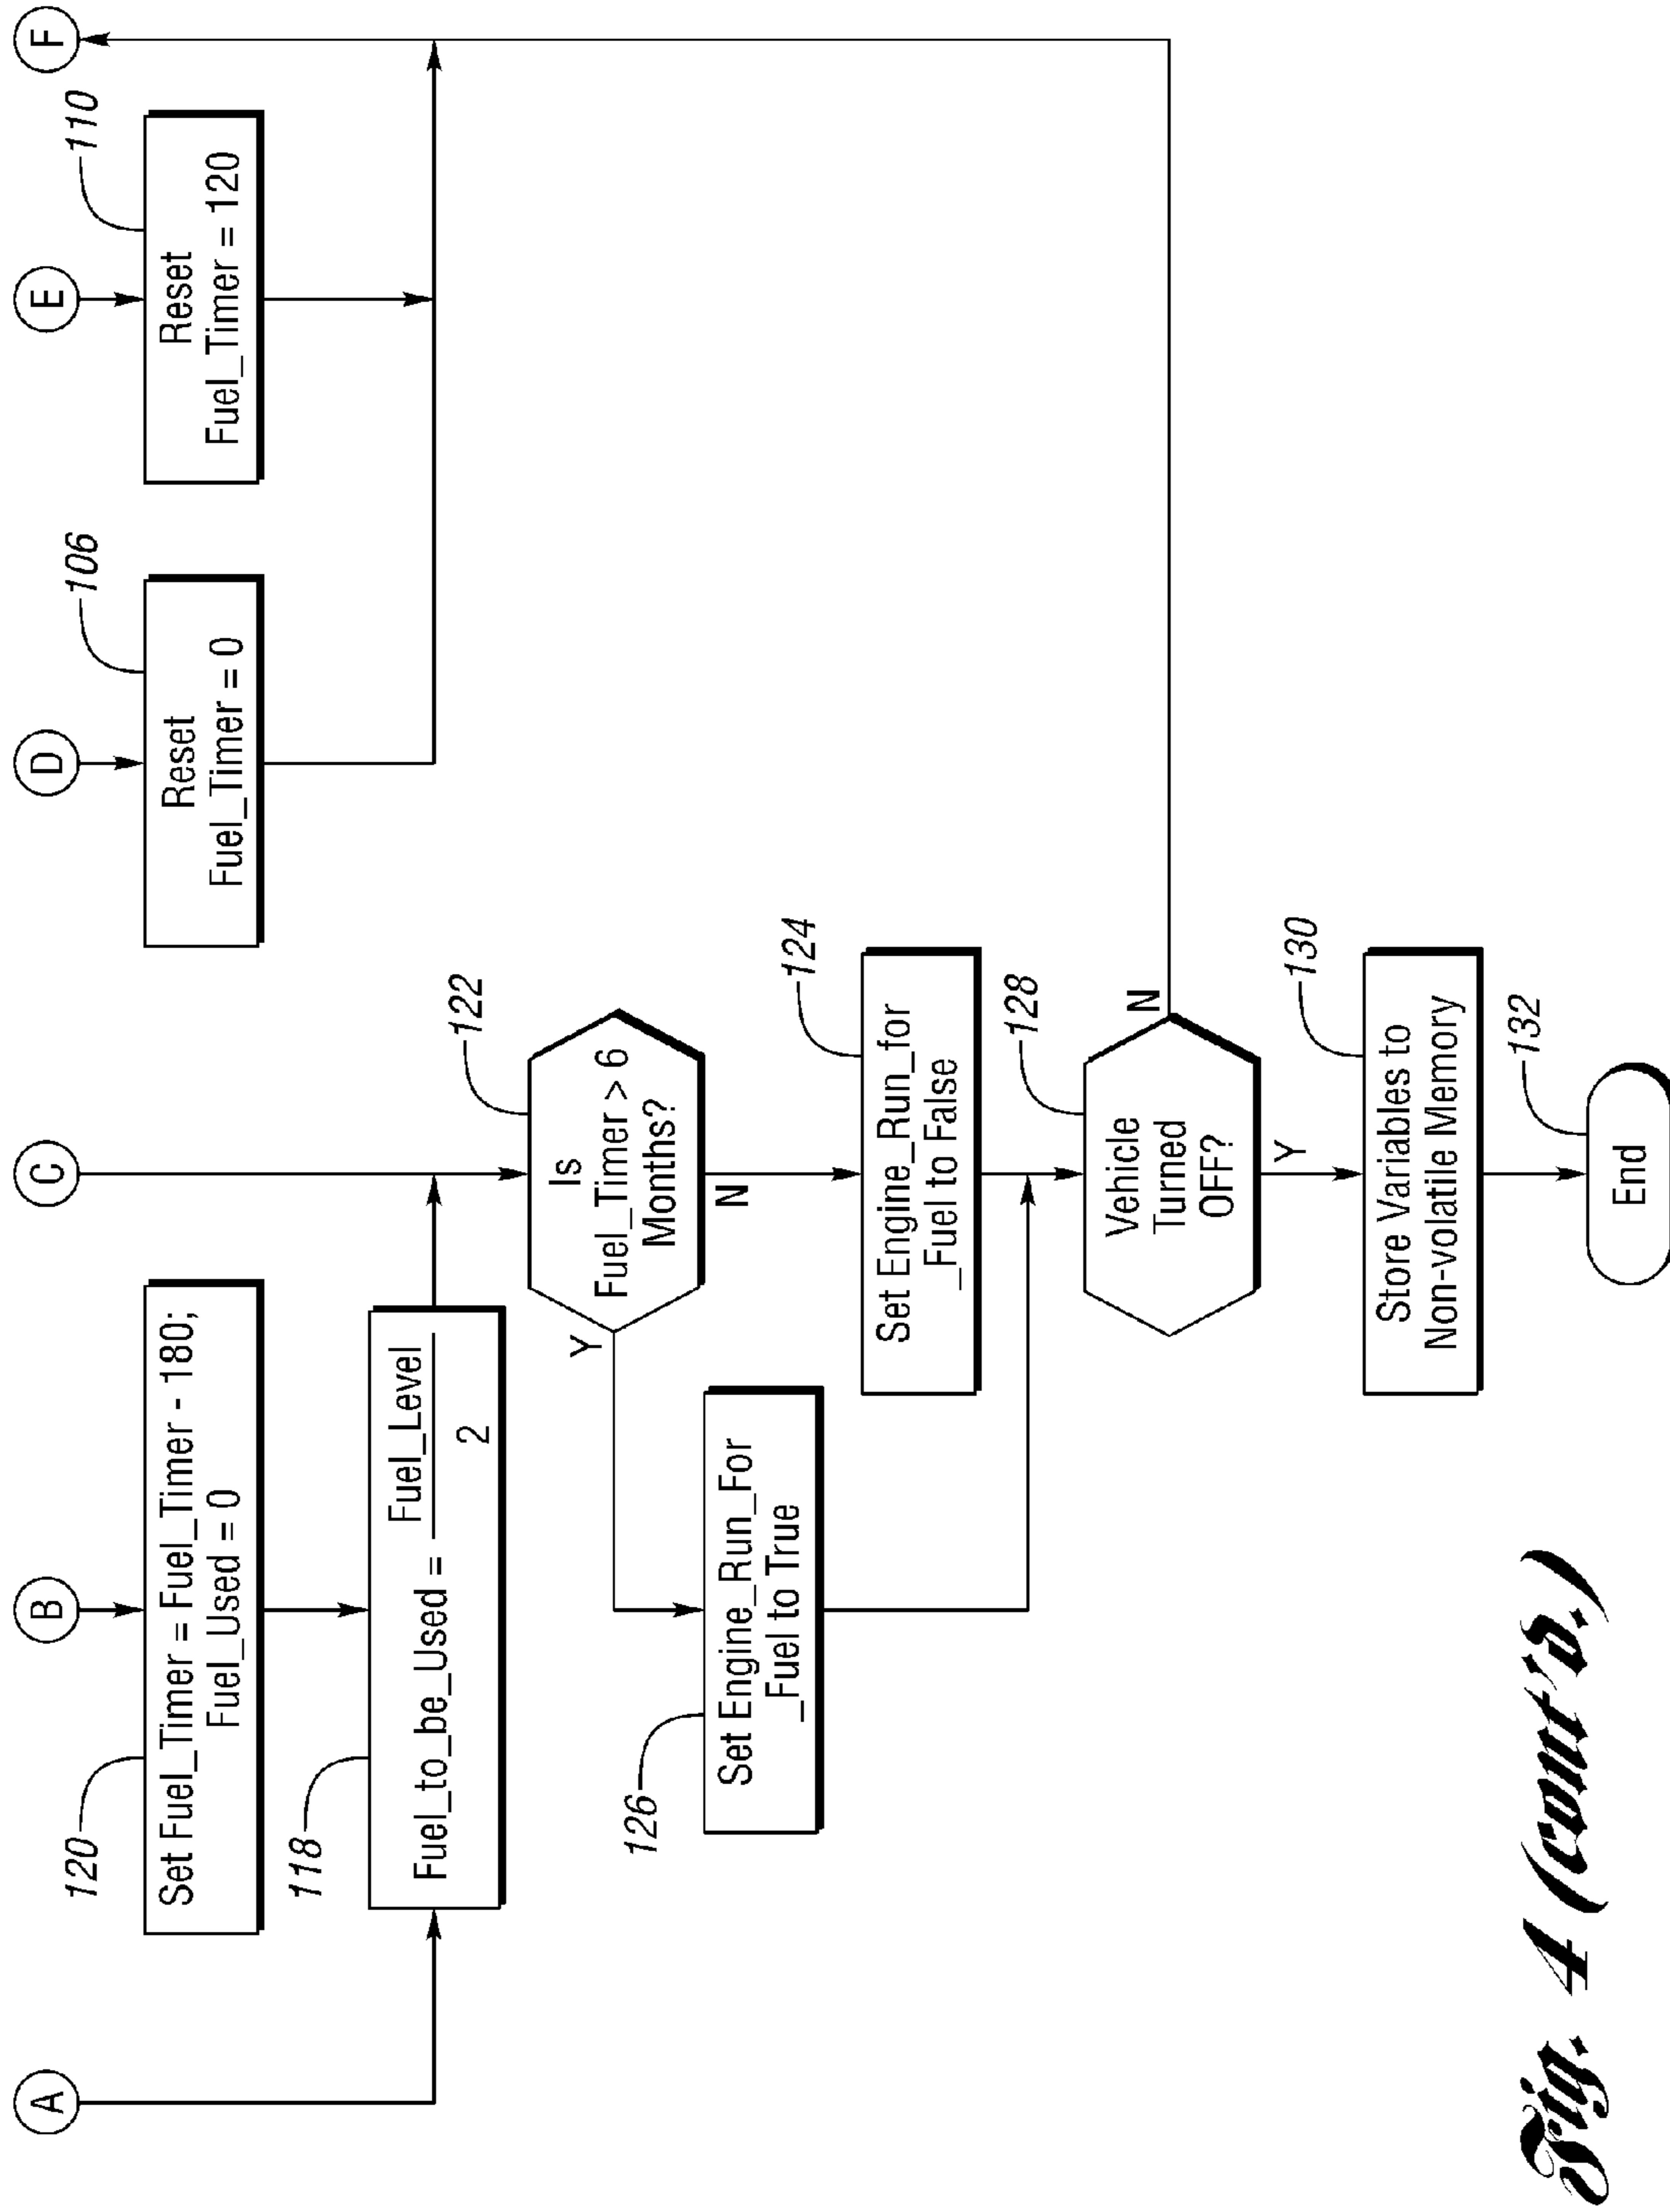 A
B
C
D
E
F
120
Set Fuel_Timer = Fuel_Timer - 180;
Fuel_Used = 0
106
Reset
Fuel_Timer = 0
110
Reset
Fuel_Timer = 120
118
Fuel_to_be_Used = Fuel_Level
2
122
Is
Fuel_Timer > 6
Months?
Y
N
126
Set Engine_Run_For
_Fuel to True
124
Set Engine_Run_for
_Fuel to False
128
Vehicle
Turned
OFF?
N
Y
130
Store Variables to
Non-volatile Memory
132
End
Fig. 4 (cont'd.)